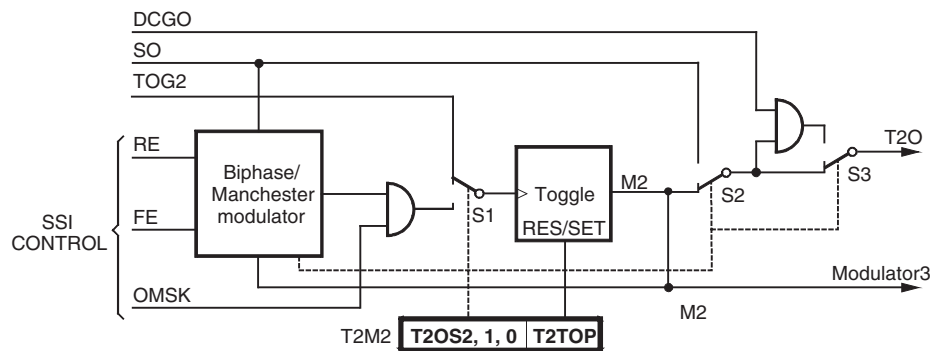 DCGO
SO
TOG2
RE
FE
SSI
CONTROL
OMSK
Biphase/
Manchester
modulator
S1
Toggle
RES/SET
M2
S2
S3
T2O
Modulator3
M2
T2M2
T2OS2, 1, 0
T2TOP